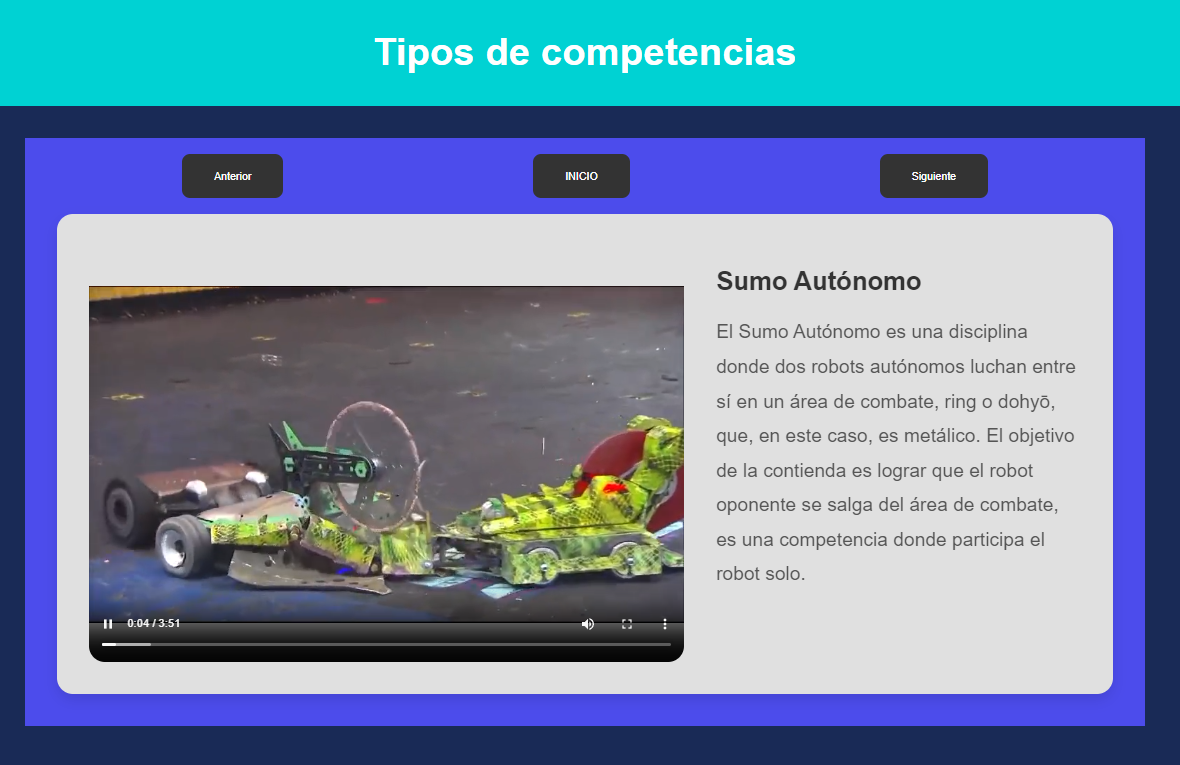 Tipos de competencias
Anterior
INICIO
Siguiente
Sumo Autónomo
El Sumo Autónomo es una disciplina
donde dos robots autónomos luchan entre
sí en un área de combate, ring o dohyō,
que, en este caso, es metálico. El objetivo
de la contienda es lograr que el robot
oponente se salga del área de combate,
es una competencia donde participa el
robot solo.
0:04 / 3:51